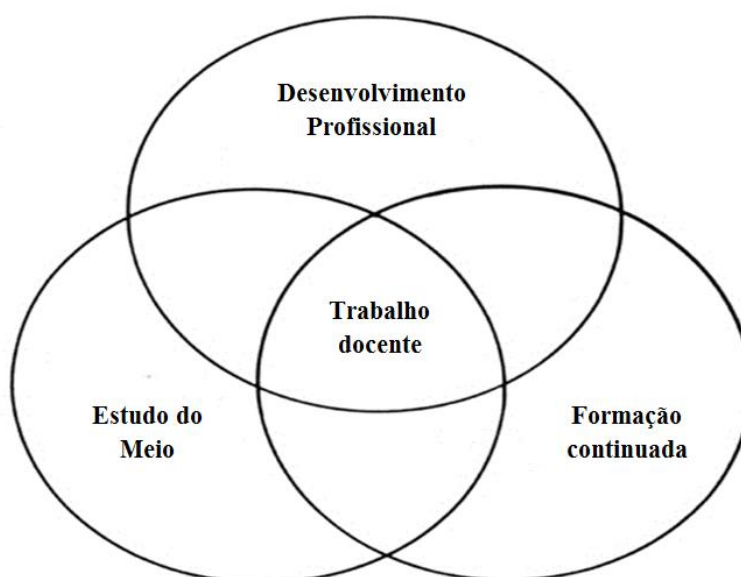 Desenvolvimento
Profissional
Trabalho
docente
Estudo do
Meio
Formação
continuada